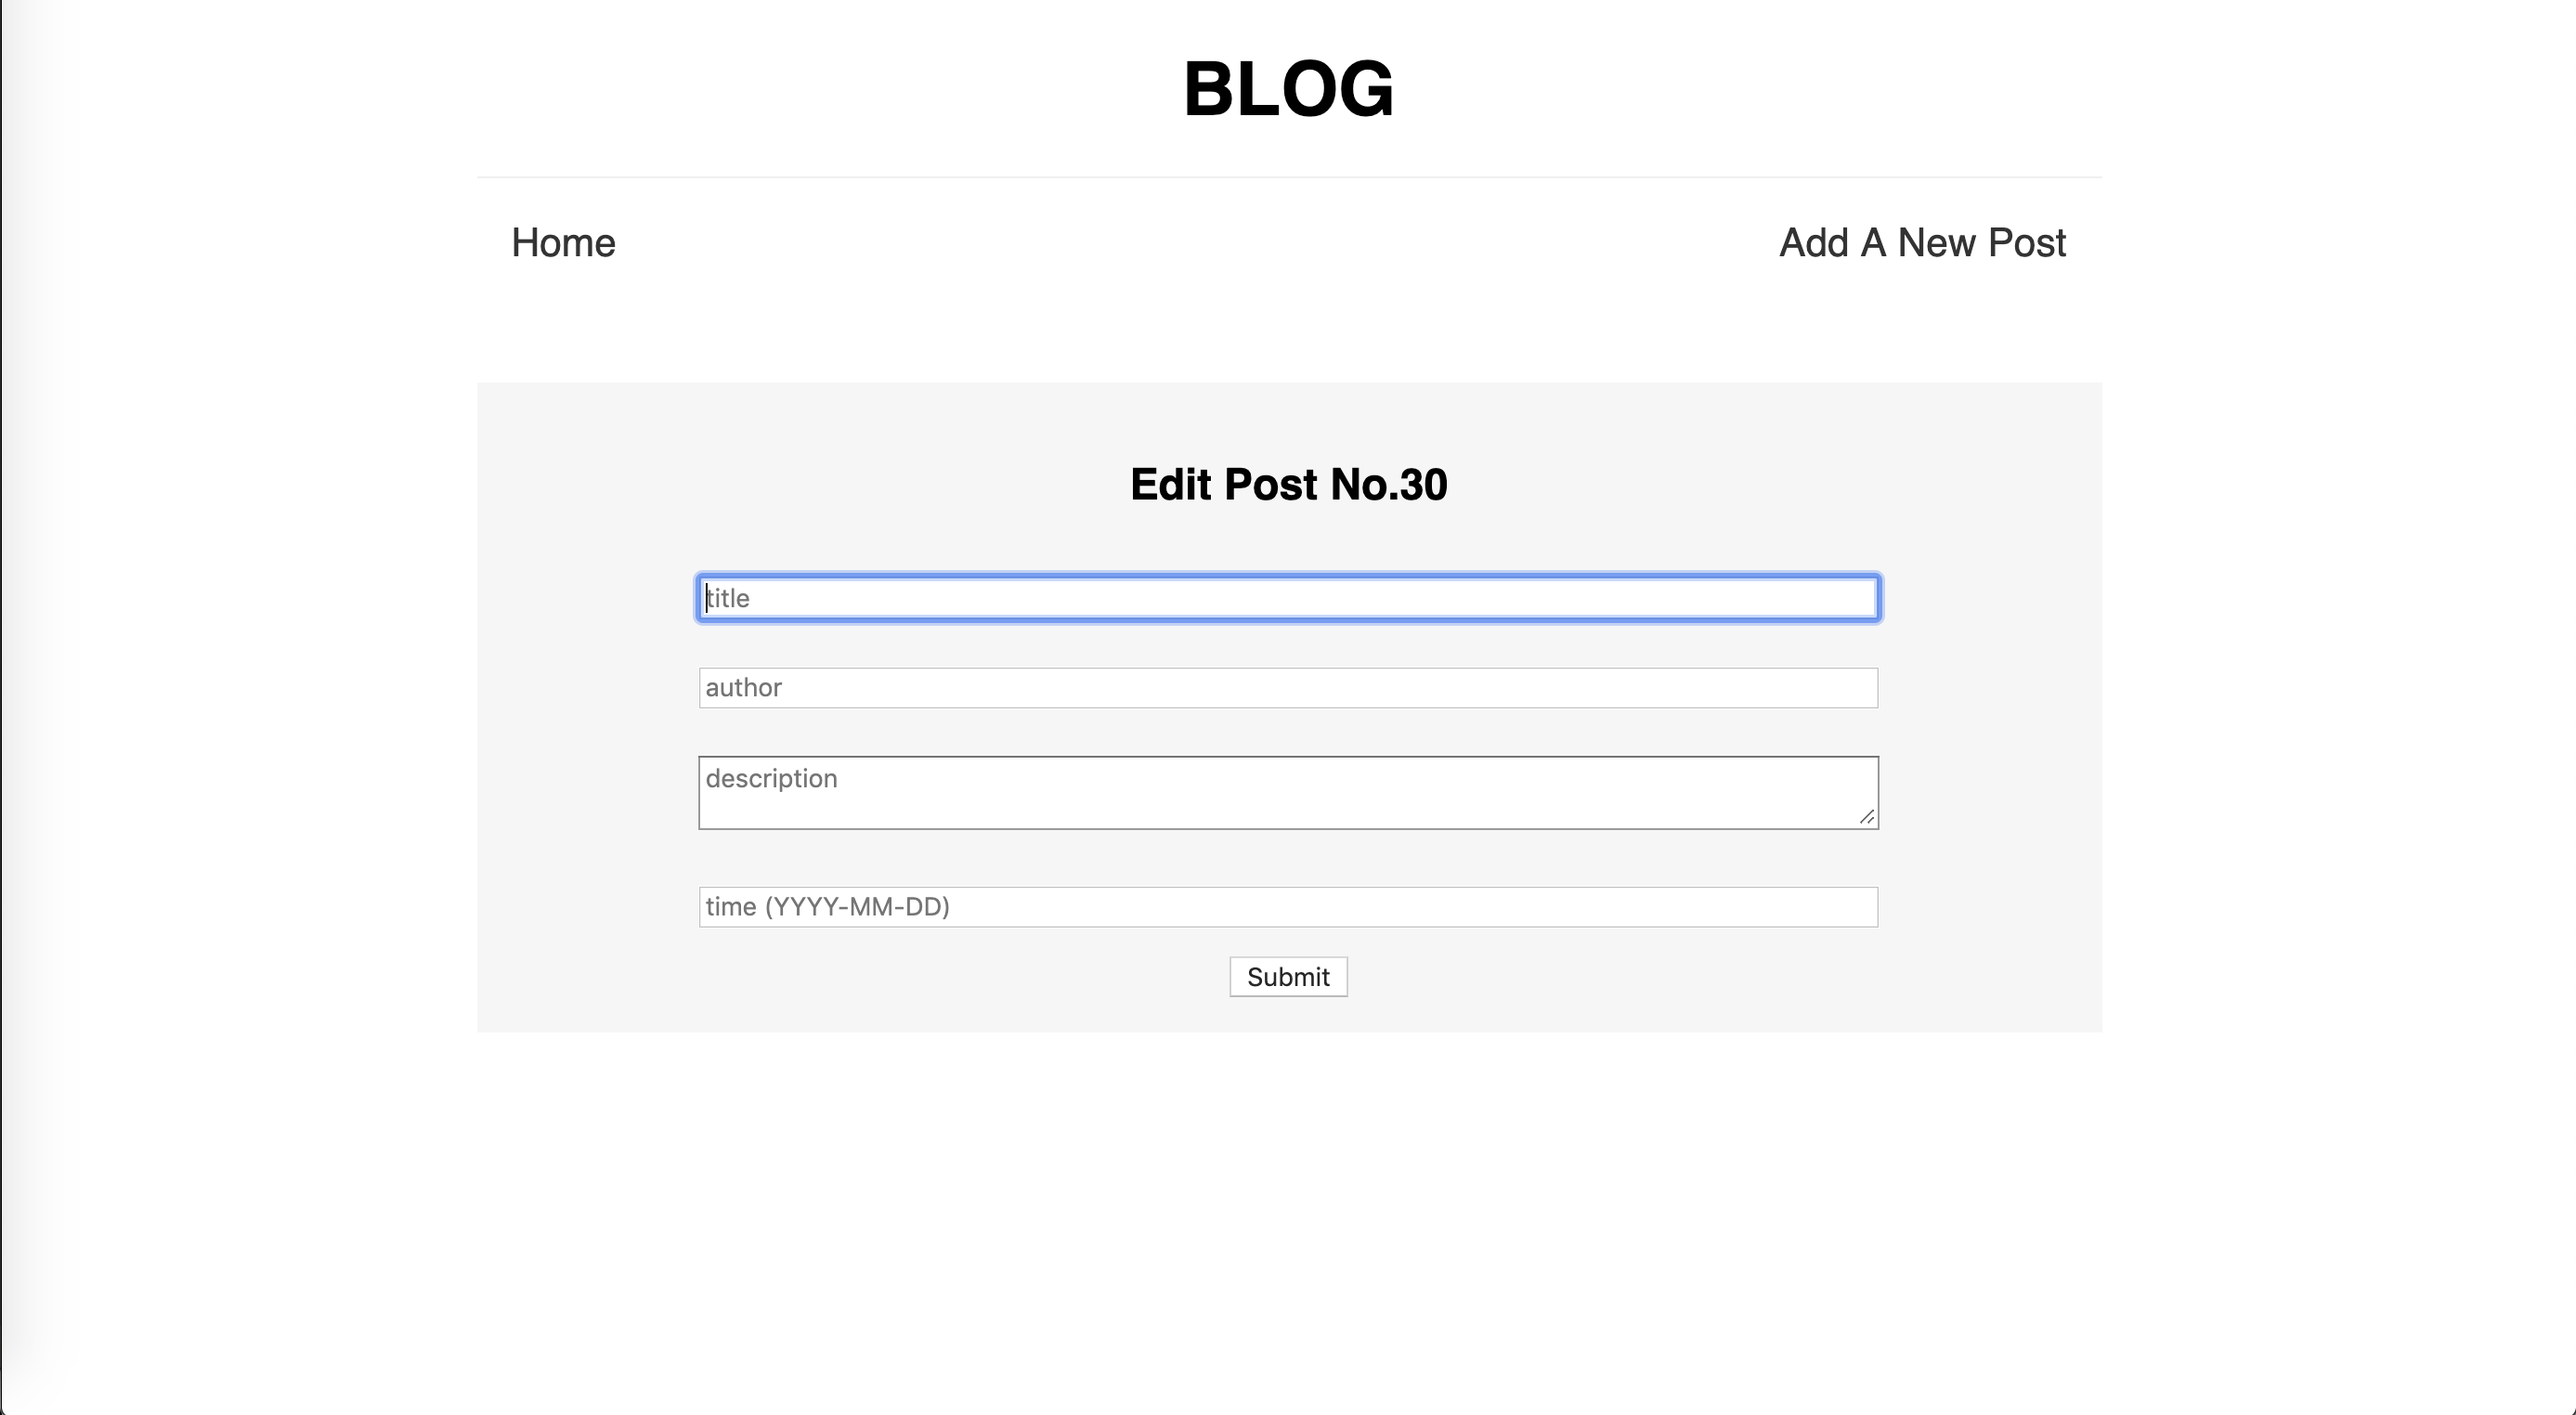 BLOG
Home
Add A New Post
Edit Post No.30
title
author
description
time (YYYY-MM-DD)
Submit